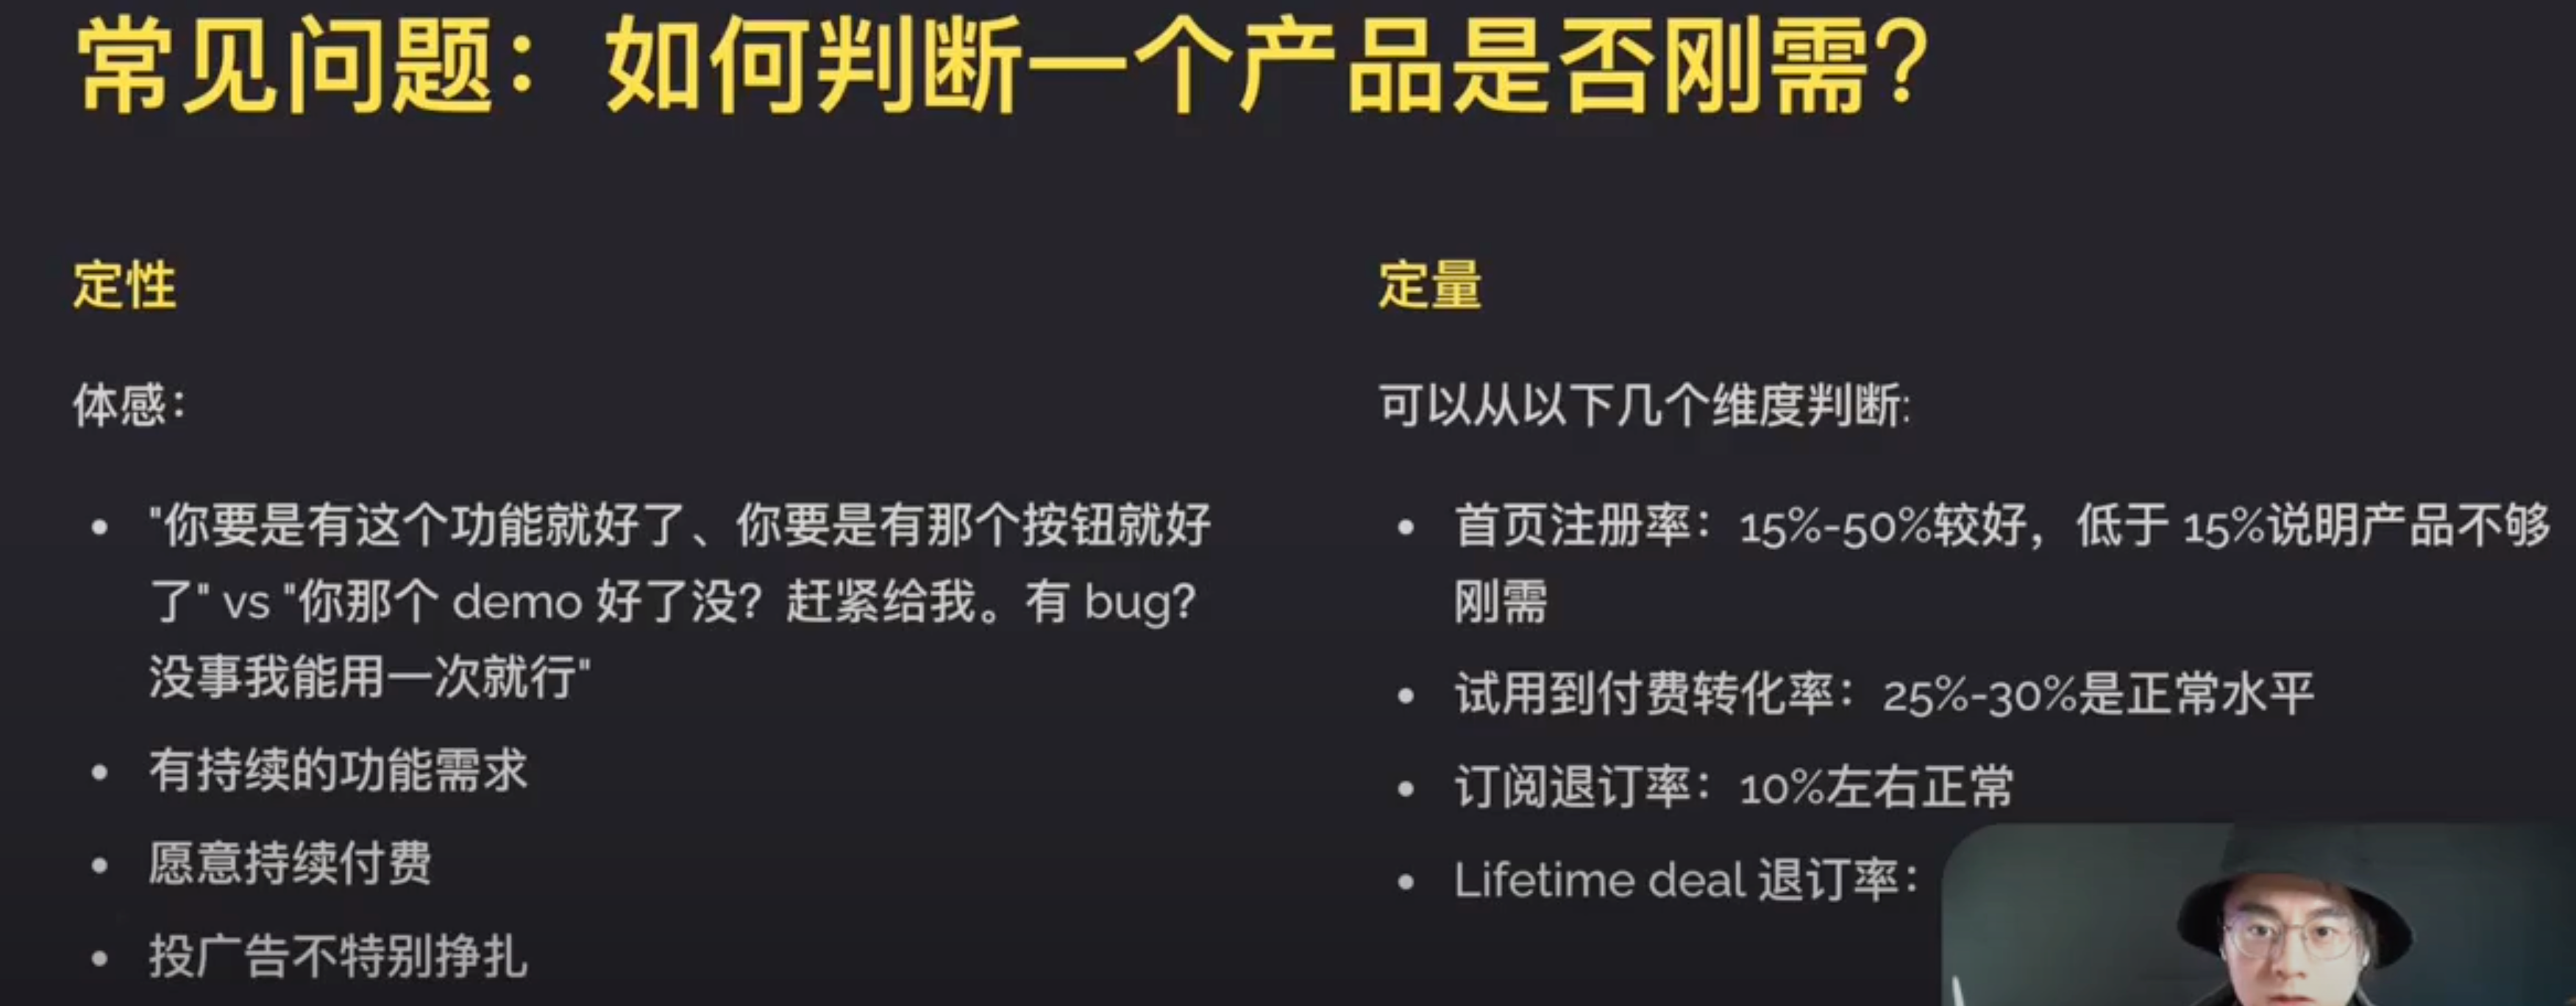 常见问题：如何判断一个产品是否刚需？
定性
体感：
"你要是有这个功能就好了、你要是有那个按钮就好
了" vs "你那个 demo 好了没？赶紧给我。有 bug？
没事我能用一次就行"
有持续的功能需求
愿意持续付费
投广告不特别挣扎
定量
可以从以下几个维度判断:
首页注册率：15%-50%较好，低于 15%说明产品不够
刚需
试用到付费转化率：25%-30%是正常水平
订阅退订率：10%左右正常
Lifetime deal 退订率：